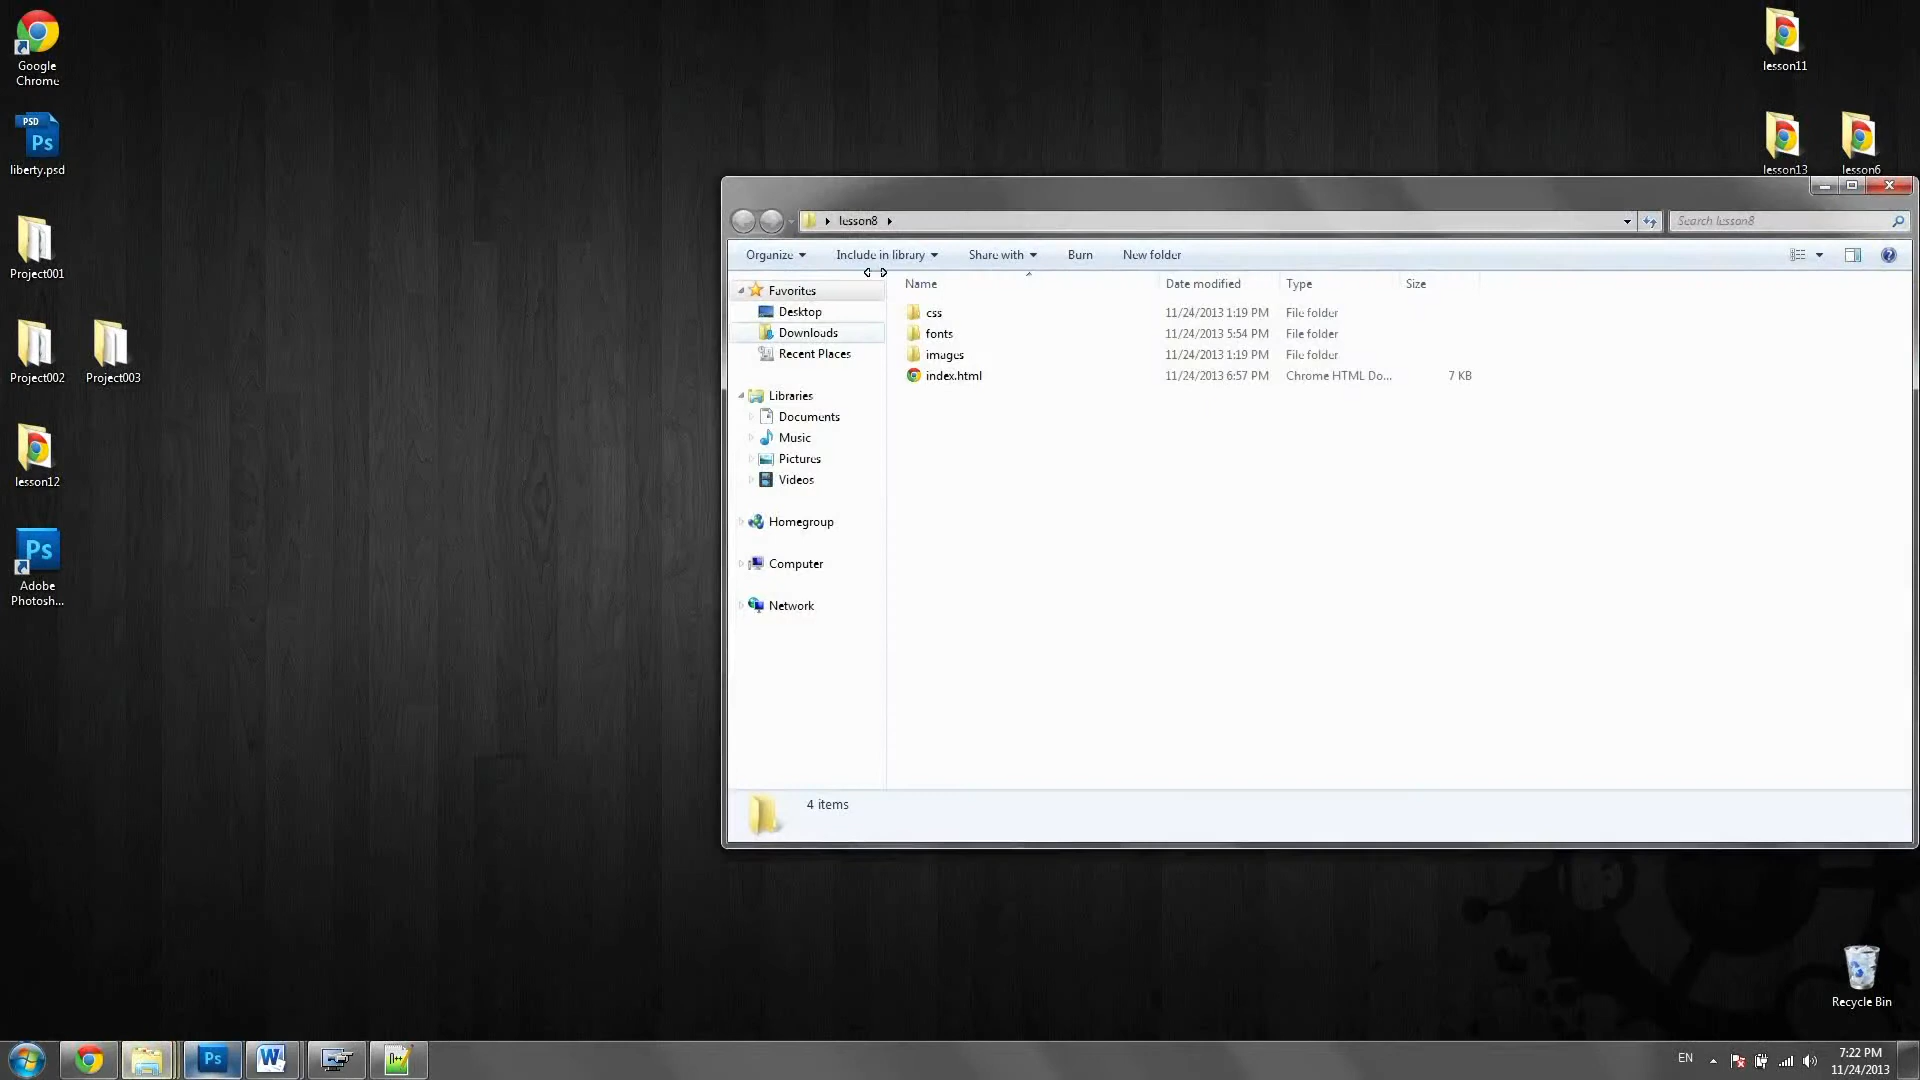 Google
Chrome
PSD
Ps
liberty.psd
Project001
Project002
Project003
lesson12
Ps
Adobe
Photosh...
lesson11
lesson13
lesson6
lesson8
Search lesson8
Organize
Include in library
Share with
Burn
New folder
Favorites
Desktop
Downloads
Recent Places
Libraries
Documents
Music
Pictures
Videos
Homegroup
Computer
Network
Name Date modified Type Size
css 11/24/2013 1:19 PM File folder
fonts 11/24/2013 5:54 PM File folder
images 11/24/2013 1:19 PM File folder
index.html 11/24/2013 6:57 PM Chrome HTML Do... 7 KB
4 items
Recycle Bin
Ps
W
EN
7:22 PM
11/24/2013